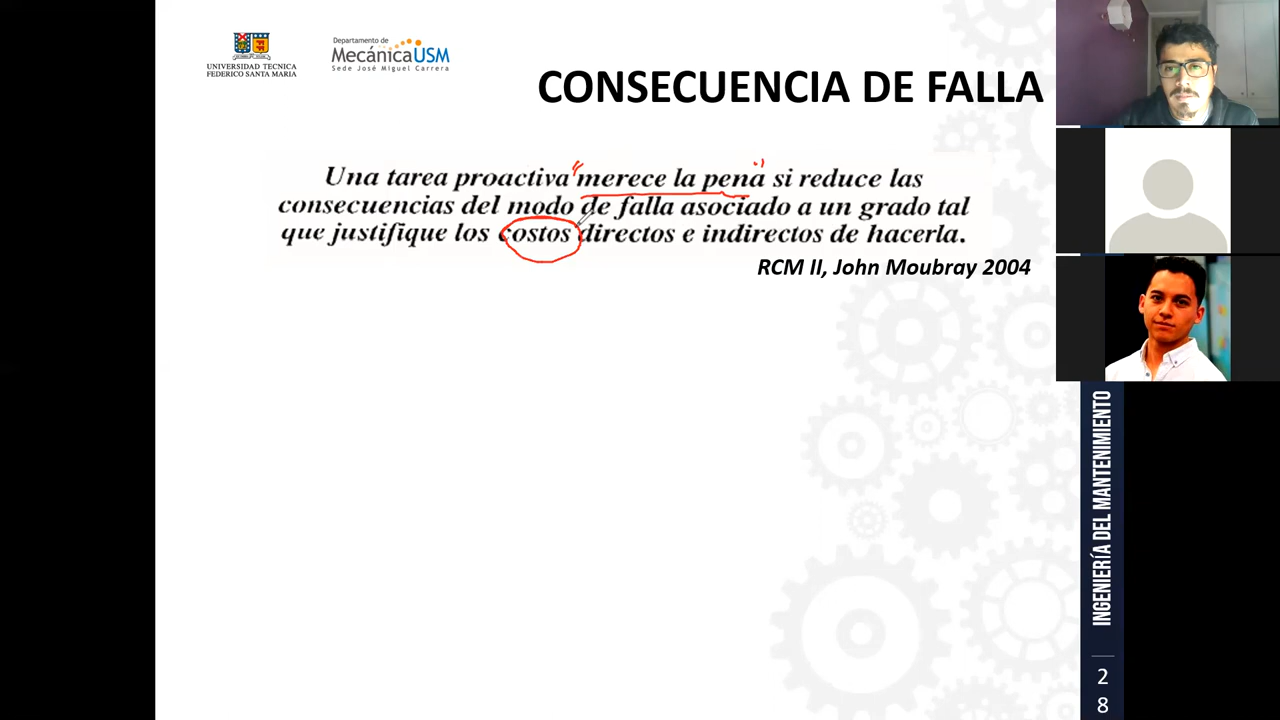 UNIVERSIDAD TECNICA
FEDERICO SANTA MARIA
Departamento de
MecánicaUSM
Sede José Miguel Carrera
CONSECUENCIA DE FALLA
Una tarea proactiva "merece la pena" si reduce las
consecuencias del modo de falla asociado a un grado tal
que justifique los costos directos e indirectos de hacerla.
RCM II, John Moubray 2004
INGENIERÍA DEL MANTENIMIENTO
2
8